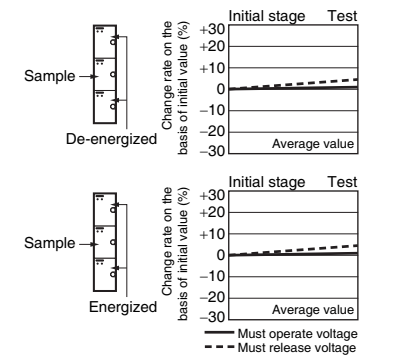 Initial stage Test
Change rate on the
basis of initial value (%)
+30
+20
+10
0
−10
−20
−30
Average value
Sample
De-energized
Initial stage Test
Change rate on the
basis of initial value (%)
+30
+20
+10
0
−10
−20
−30
Average value
Sample
Energized
Must operate voltage
Must release voltage